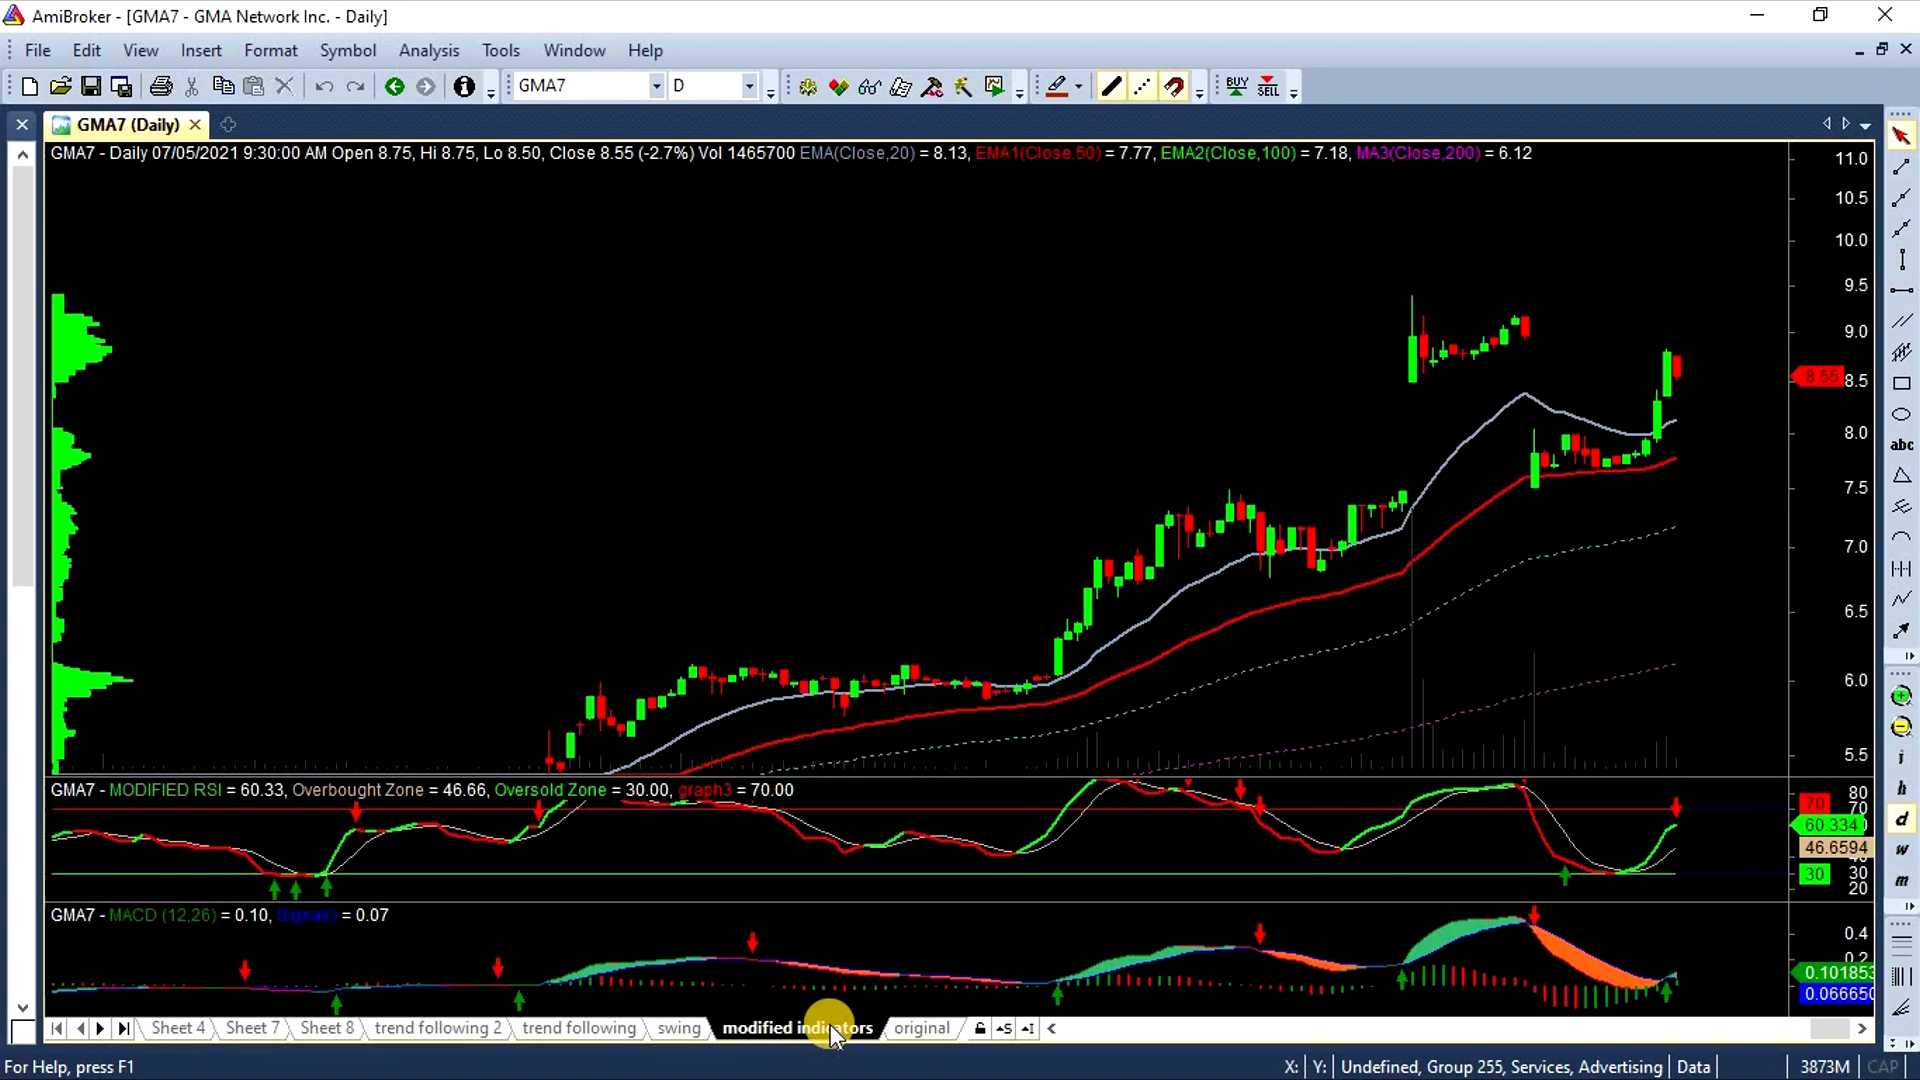 AmiBroker - [GMA7 - GMA Network Inc. - Daily]
File Edit View Insert Format Symbol Analysis Tools Window Help
GMA7 D BUY SELL
GMA7 (Daily)
GMA7 - Daily 07/05/2021 9:30:00 AM Open 8.75, Hi 8.75, Lo 8.50, Close 8.55 (-2.7%) Vol 1465700 EMA(Close,20) = 8.13, EMA1(Close.50) = 7.77, EMA2(Close,100) = 7.18, MA3(Close,200) = 6.12
11.0
10.5
10.0
9.5
9.0
8.55 8.5
8.0
7.5
7.0
6.5
6.0
5.5
abc
i
h
d
w
m
GMA7 - MODIFIED RSI = 60.33, Overbought Zone = 46.66, Oversold Zone = 30.00, graph3 = 70.00
80
70 70
60.334
46.6594
30 30
20
GMA7 - MACD (12,26) = 0.10, Signal() = 0.07
0.4
0.2
0.101853
0.066650
Sheet 4 Sheet 7 Sheet 8 trend following 2 trend following swing modified indicators original S I
For Help, press F1 X: Y: Undefined, Group 255, Services, Advertising Data 3873M CAP